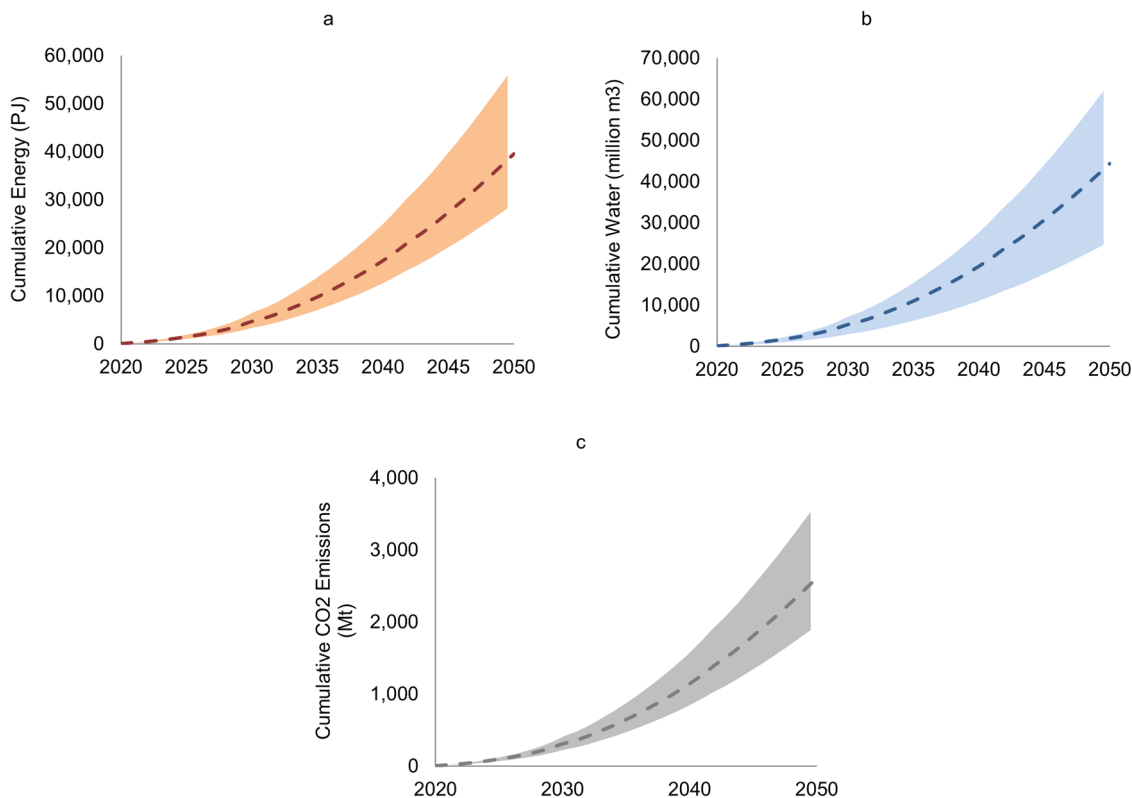 a
60,000
50,000
40,000
30,000
20,000
10,000
0
Cumulative Energy (PJ)
2020 2025 2030 2035 2040 2045 2050
b
70,000
60,000
50,000
40,000
30,000
20,000
10,000
0
Cumulative Water (million m3)
2020 2025 2030 2035 2040 2045 2050
c
4,000
3,000
2,000
1,000
0
Cumulative CO2 Emissions
(Mt)
2020 2030 2040 2050